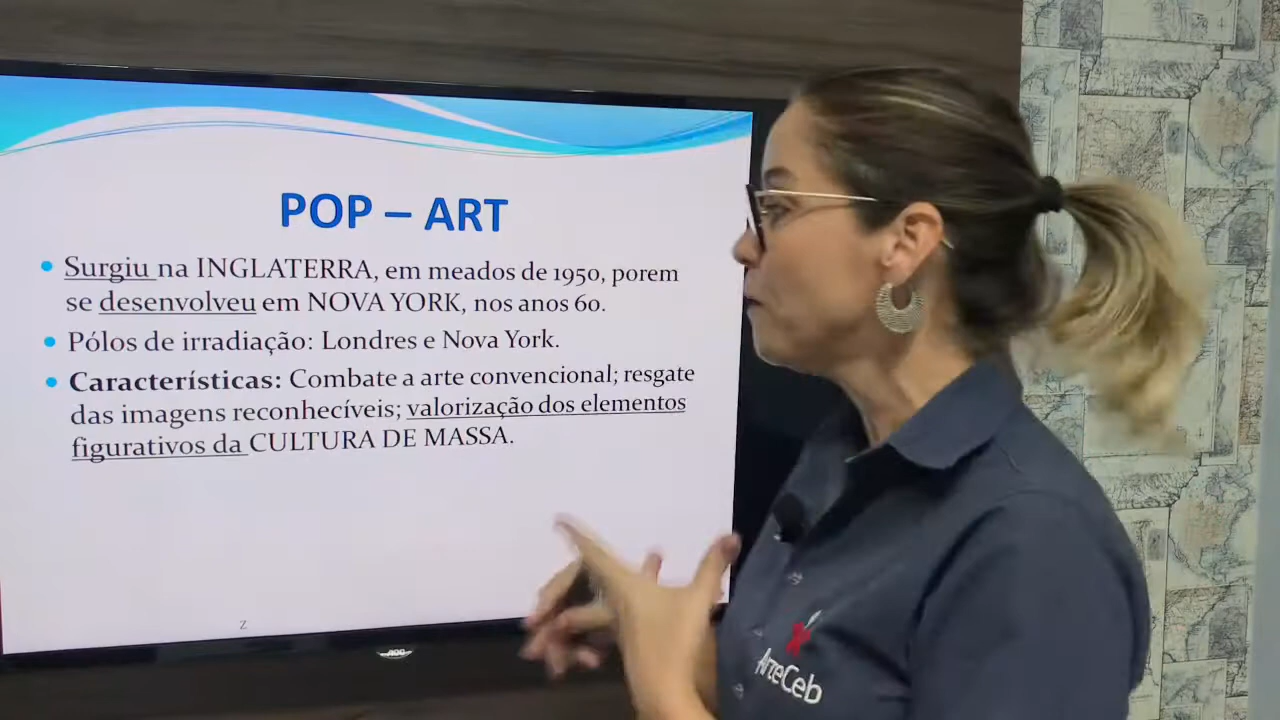 POP – ART
Surgiu na INGLATERRA, em meados de 1950, porem
se desenvolveu em NOVA YORK, nos anos 60.
Pólos de irradiação: Londres e Nova York.
Características: Combate a arte convencional; resgate
das imagens reconhecíveis; valorização dos elementos
figurativos da CULTURA DE MASSA.
Z
AOC
ArteCeb